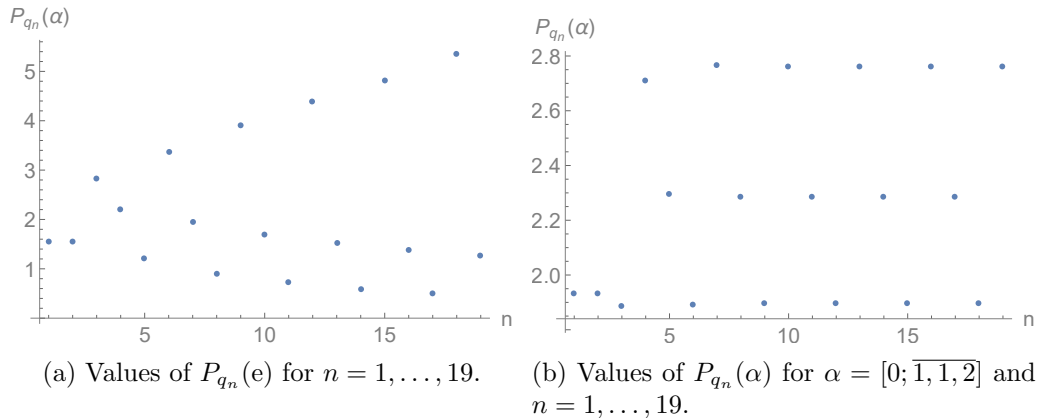 P_{q_n}(α)
5
4
3
2
1
5
10
15
n
(a) Values of P_{q_n}(e) for n = 1, . . . , 19.
P_{q_n}(α)
2.8
2.6
2.4
2.2
2.0
5
10
15
n
(b) Values of P_{q_n}(α) for α = [0; \overline{1, 1, 2}] and
n = 1, . . . , 19.